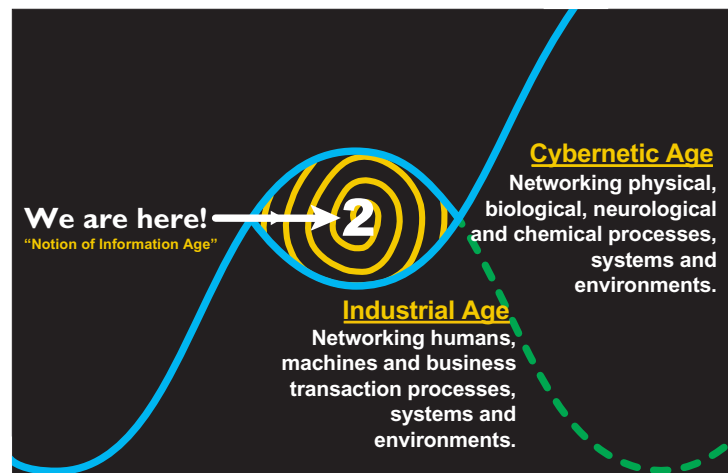 Cybernetic Age
Networking physical,
biological, neurological
and chemical processes,
systems and
environments.
We are here!
“Notion of Information Age”
2
Industrial Age
Networking humans,
machines and business
transaction processes,
systems and
environments.